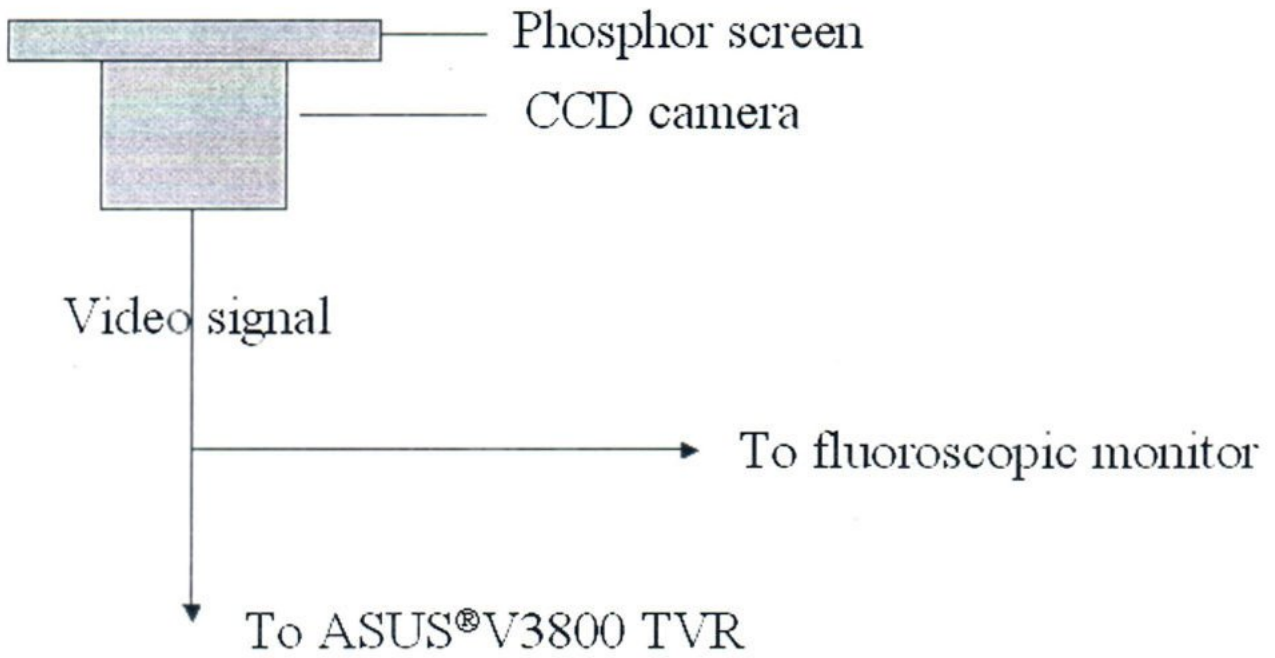 Phosphor screen
CCD camera
Video signal
To fluoroscopic monitor
To ASUS®V3800 TVR